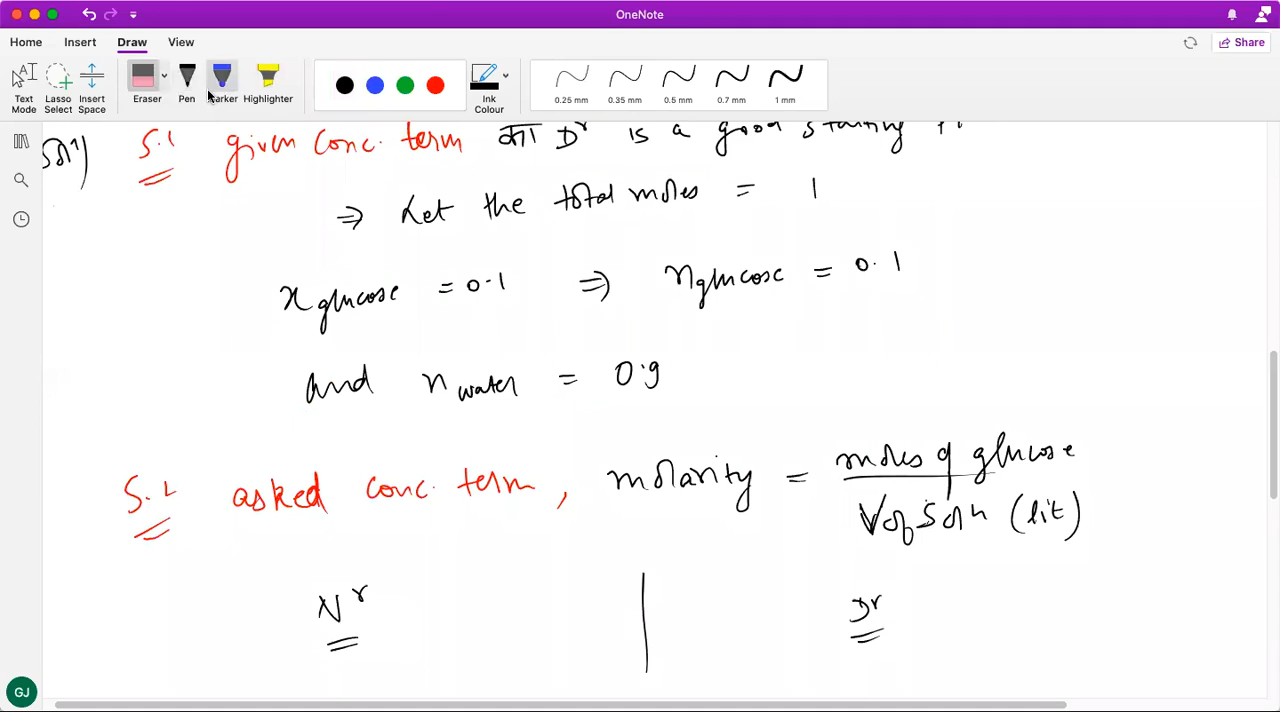 OneNote
Home Insert Draw View
Share
Text Mode
Lasso Select
Insert Space
Eraser
Pen
Marker
Highlighter
Ink Colour
0.25 mm
0.35 mm
0.5 mm
0.7 mm
1 mm
S.1 given conc. term का Dr is a good starting
⇒ Let the total moles = 1
x glucose = 0.1 ⇒ n glucose = 0.1
and n water = 0.9
S.2 asked conc. term, molarity = moles of glucose
V of Soln (lit)
Nr | Dr
GJ